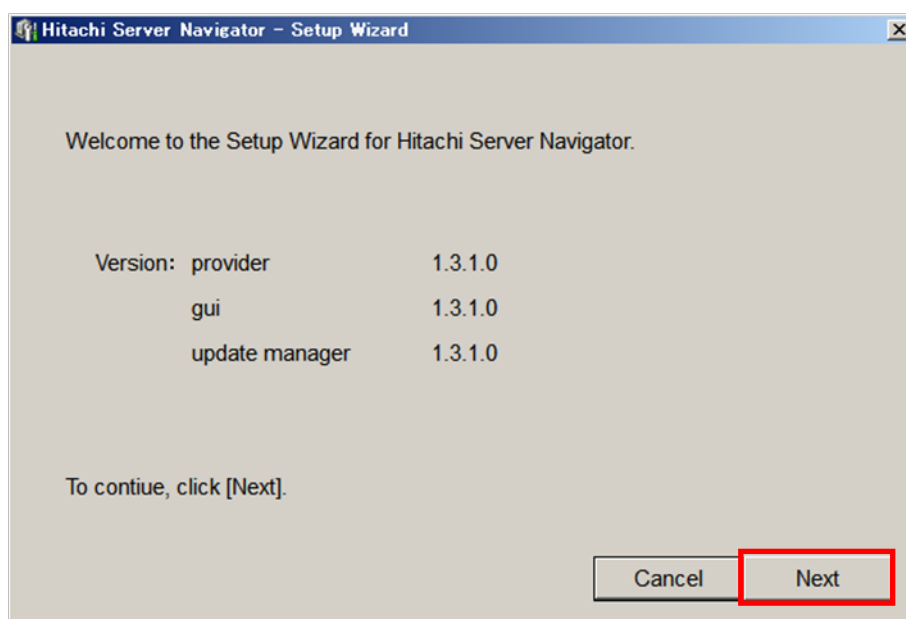 Hitachi Server Navigator - Setup Wizard
Welcome to the Setup Wizard for Hitachi Server Navigator.
Version: provider 1.3.1.0
gui 1.3.1.0
update manager 1.3.1.0
To contiue, click [Next].
Cancel Next